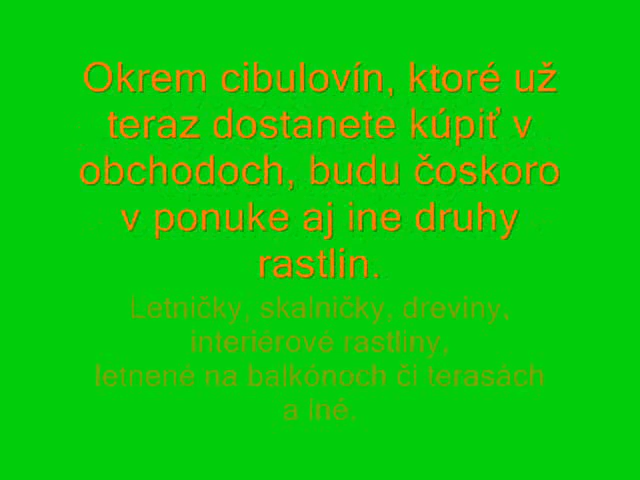 Okrem cibulovín, ktoré už
teraz dostanete kúpiť v
obchodoch, budu čoskoro
v ponuke aj ine druhy
rastlin.
Letničky, skalničky, dreviny,
interiérové rastliny,
letnené na balkónoch či terasách
a iné.